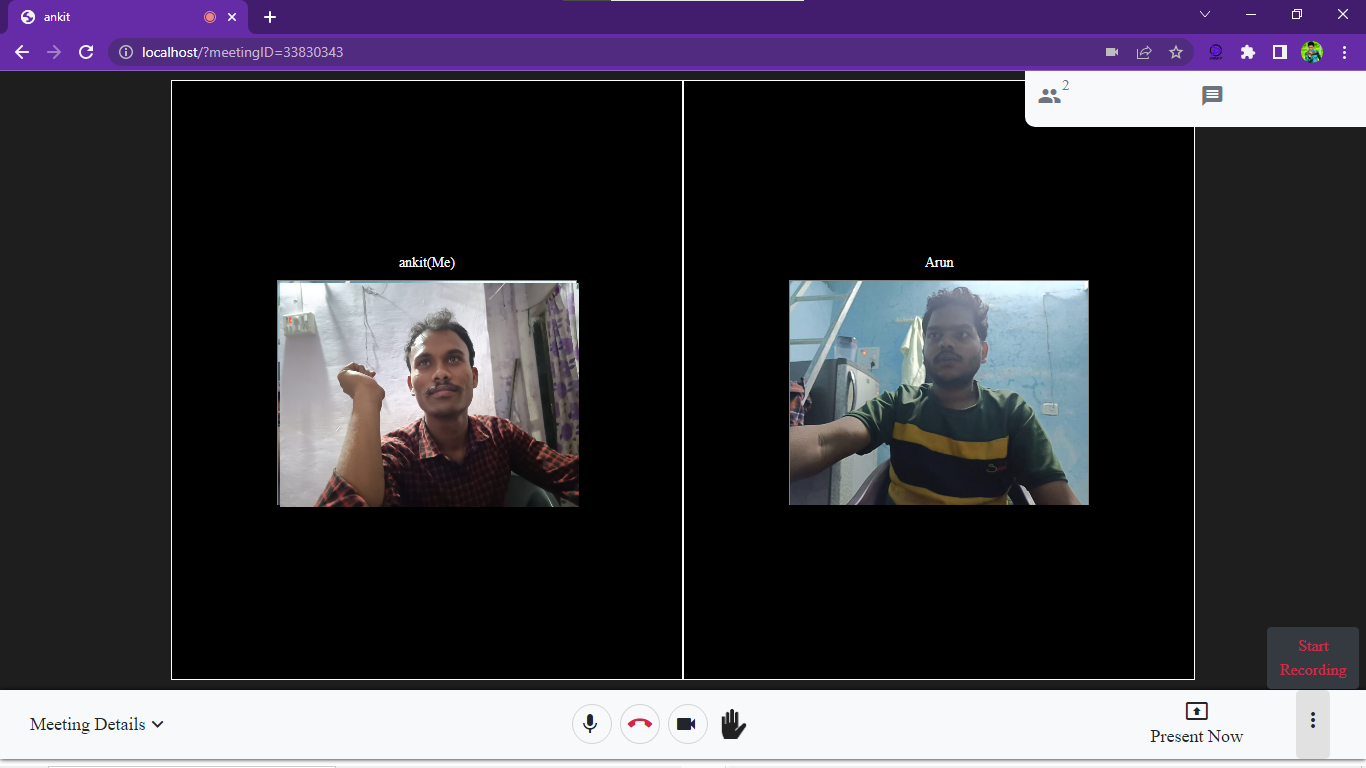 ankit
localhost/?meetingID=33830343
2
ankit(Me)
Arun
Start
Recording
Meeting Details
Present Now